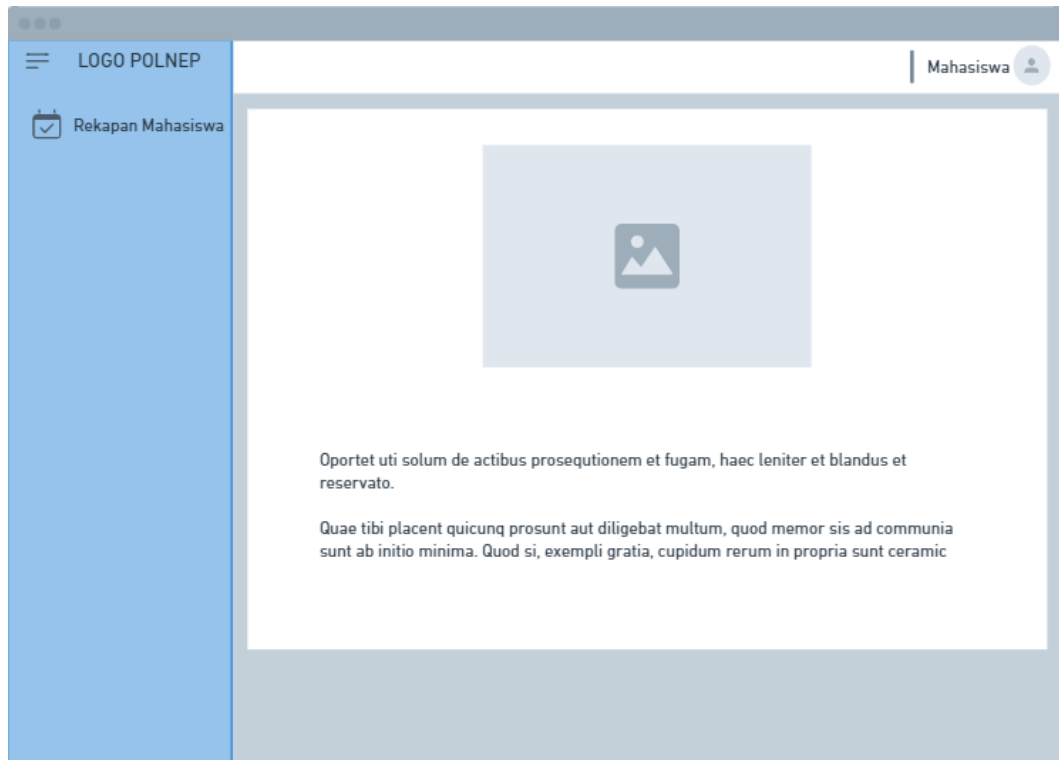 LOGO POLNEP
Mahasiswa
Rekapan Mahasiswa
Oportet uti solum de actibus prosequtionem et fugam, haec leniter et blandus et
reservato.
Quae tibi placent quicunq prosunt aut diligebat multum, quod memor sis ad communia
sunt ab initio minima. Quod si, exempli gratia, cupidum rerum in propria sunt ceramic